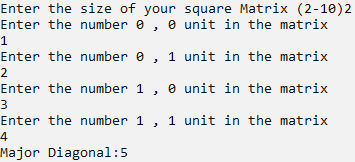 Enter the size of your square Matrix (2-10)2
Enter the number 0 , 0 unit in the matrix
1
Enter the number 0 , 1 unit in the matrix
2
Enter the number 1 , 0 unit in the matrix
3
Enter the number 1 , 1 unit in the matrix
4
Major Diagonal:5